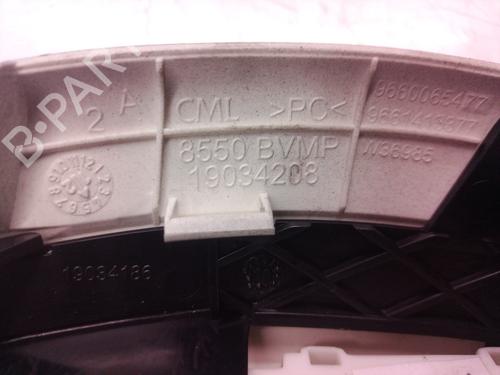 2 A
CML >PC<
8550 BVMP
19034208
9660065477
W36985
19034186
B-PARTS